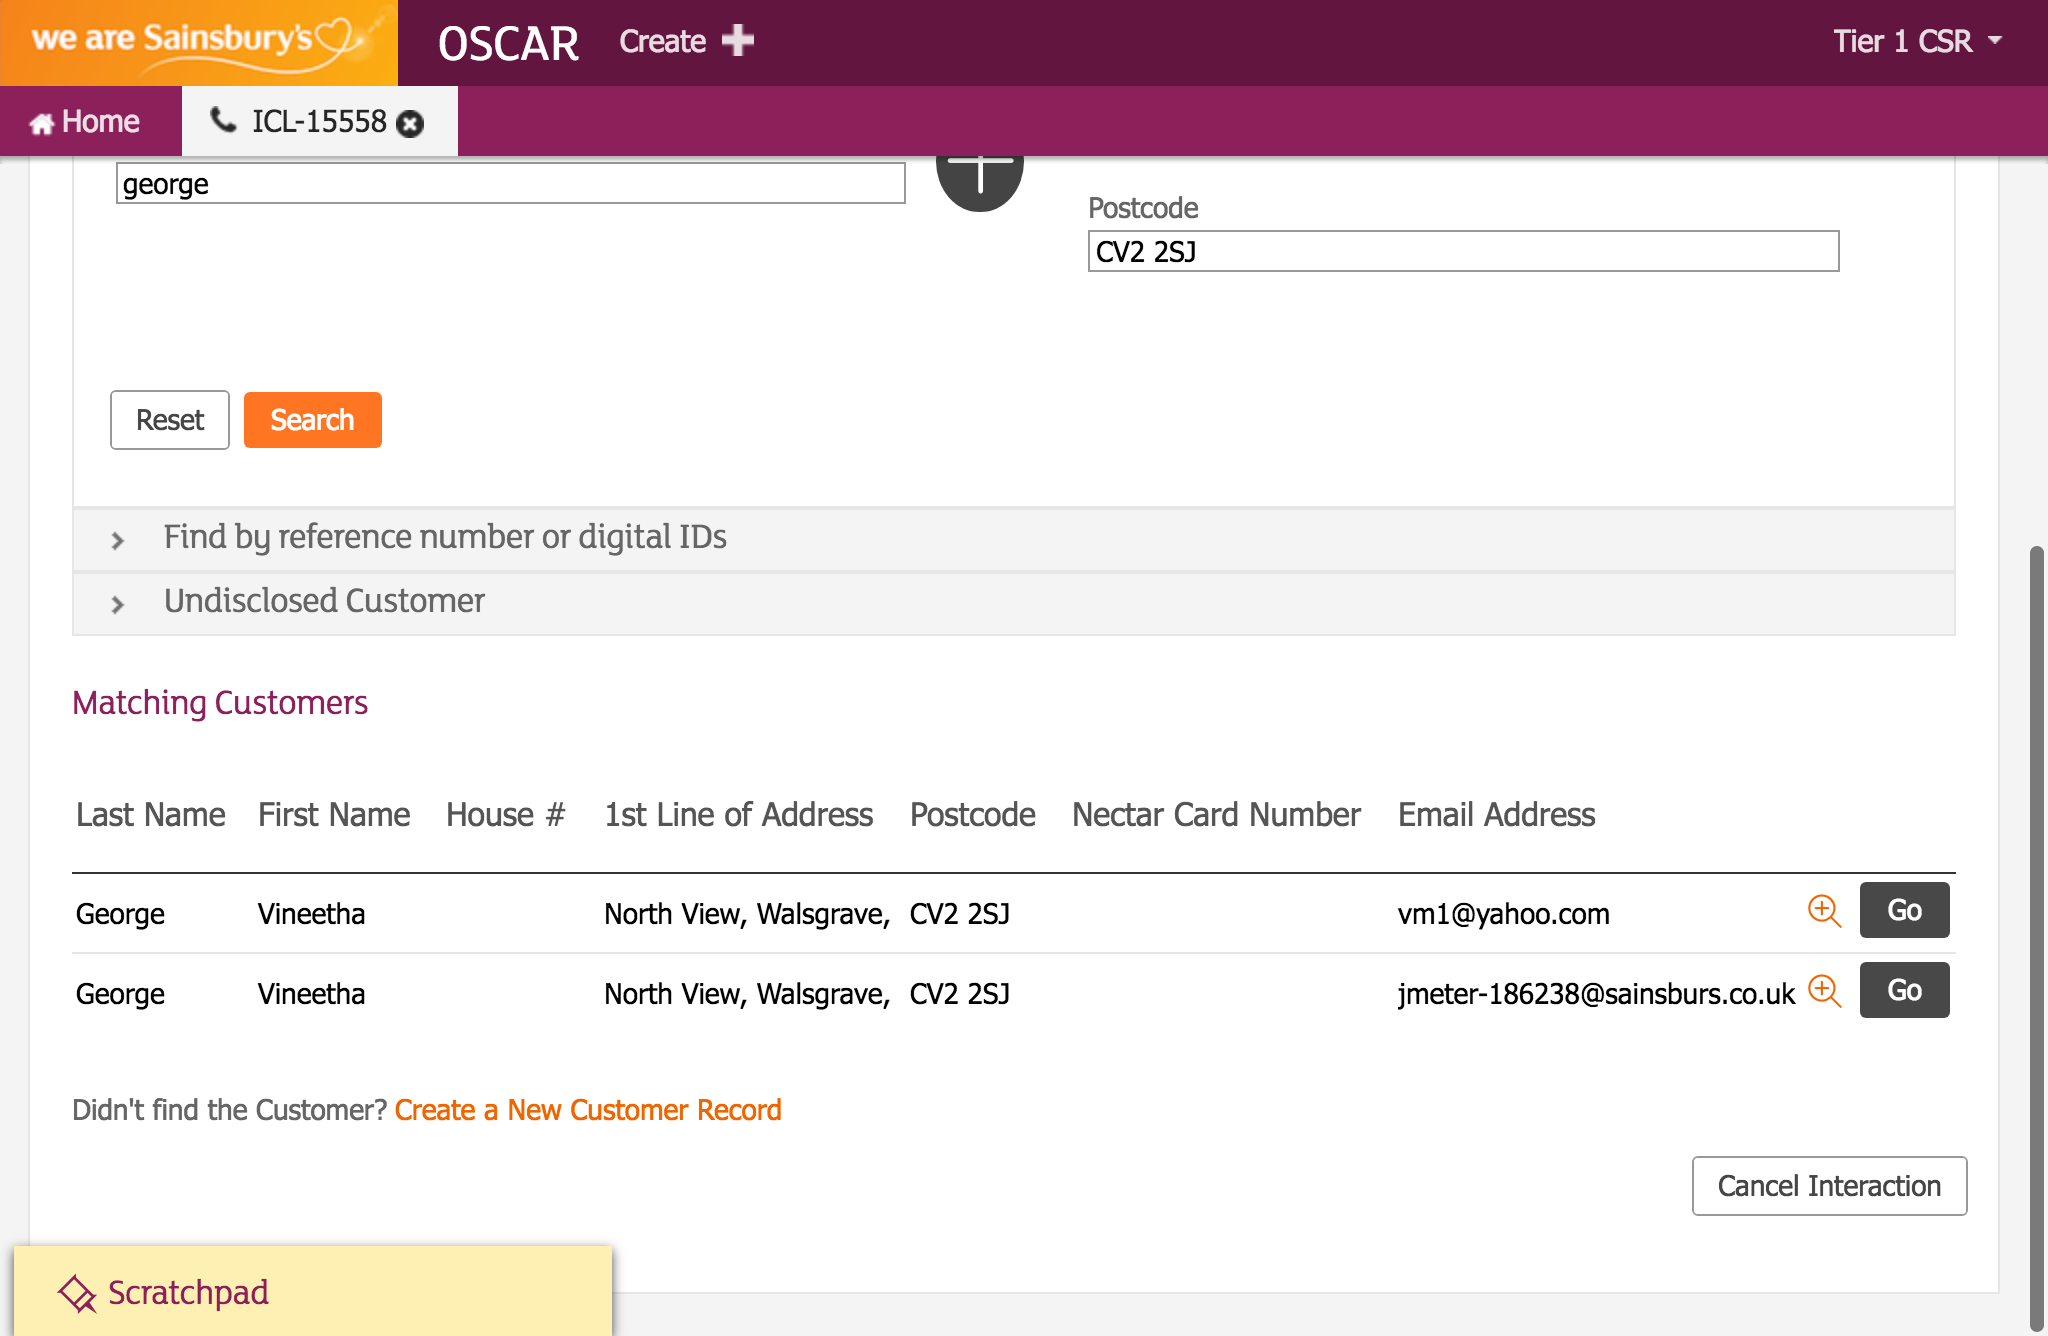 we are Sainsbury's
OSCAR
Create
Tier 1 CSR
Home
ICL-15558
george
Postcode
CV2 2SJ
Reset
Search
Find by reference number or digital IDs
Undisclosed Customer
Matching Customers
Last Name First Name House # 1st Line of Address Postcode Nectar Card Number Email Address
George Vineetha North View, Walsgrave, CV2 2SJ vm1@yahoo.com Go
George Vineetha North View, Walsgrave, CV2 2SJ jmeter-186238@sainsburs.co.uk Go
Didn't find the Customer? Create a New Customer Record
Cancel Interaction
Scratchpad